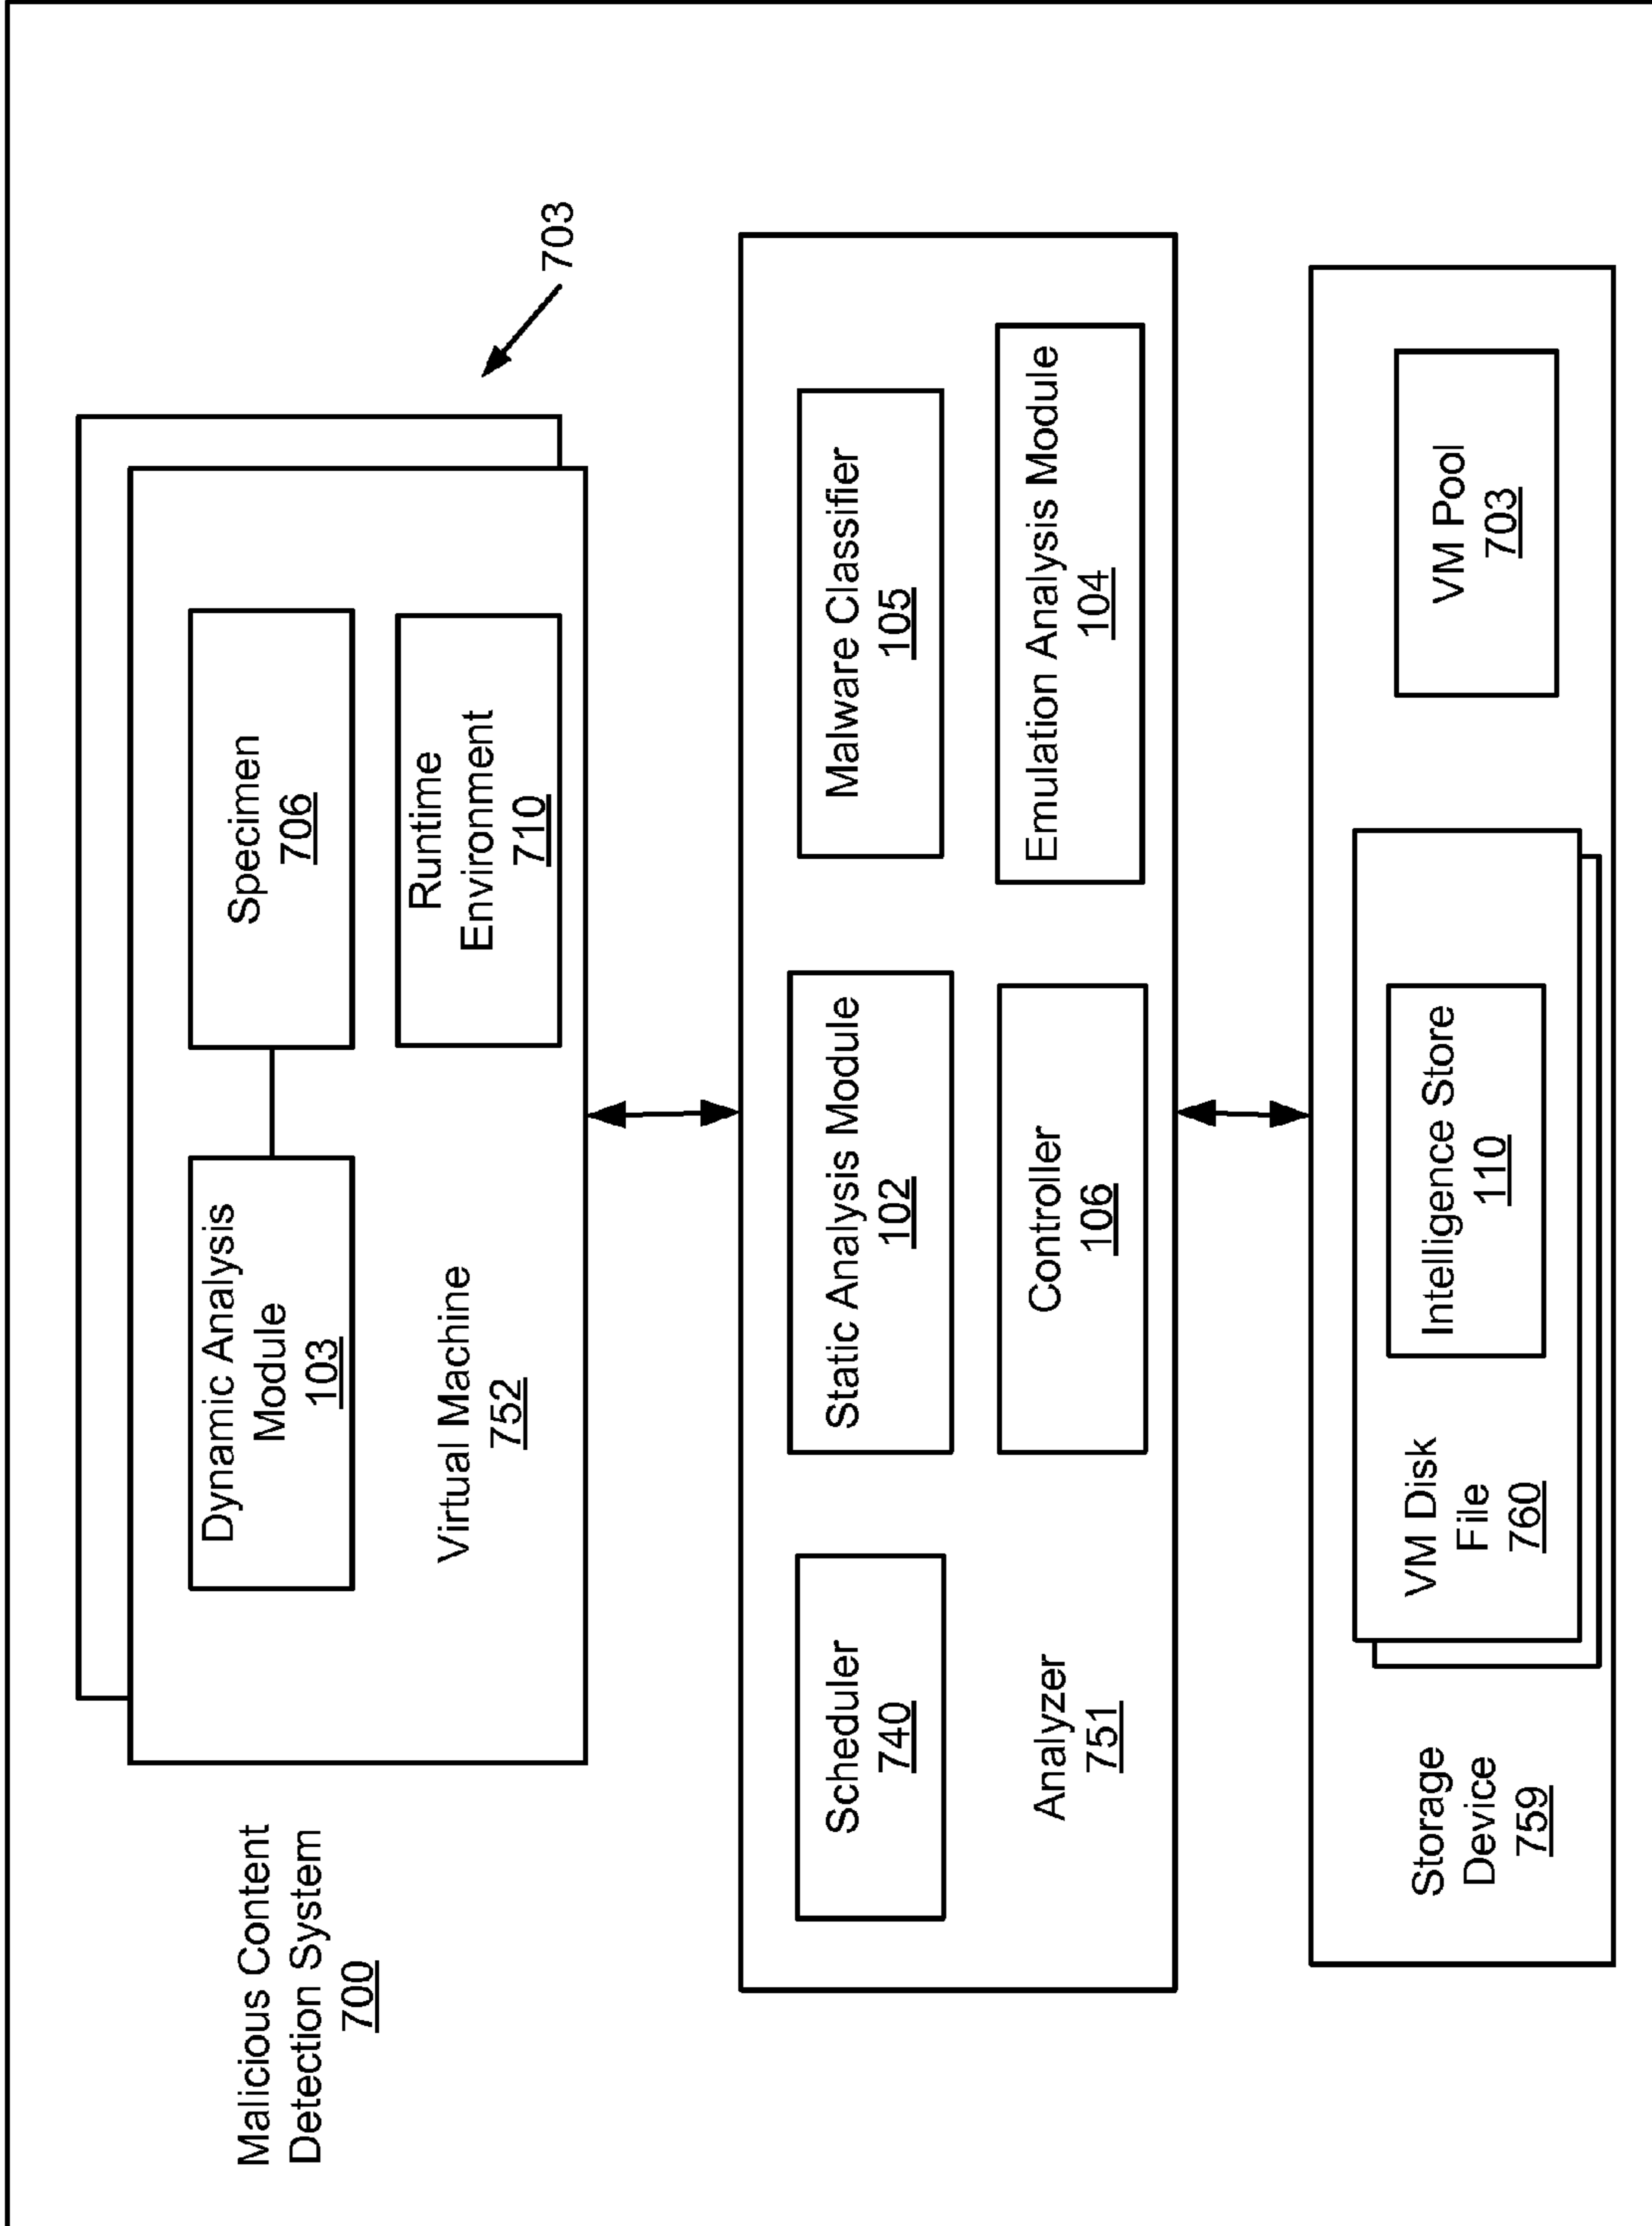 Malicious Content
Detection System
700
703
Dynamic Analysis
Module
103
Specimen
706
Virtual Machine
752
Runtime
Environment
710
Scheduler
740
Static Analysis Module
102
Malware Classifier
105
Analyzer
751
Controller
106
Emulation Analysis Module
104
Storage
Device
759
VM Disk
File
760
Intelligence Store
110
VM Pool
703